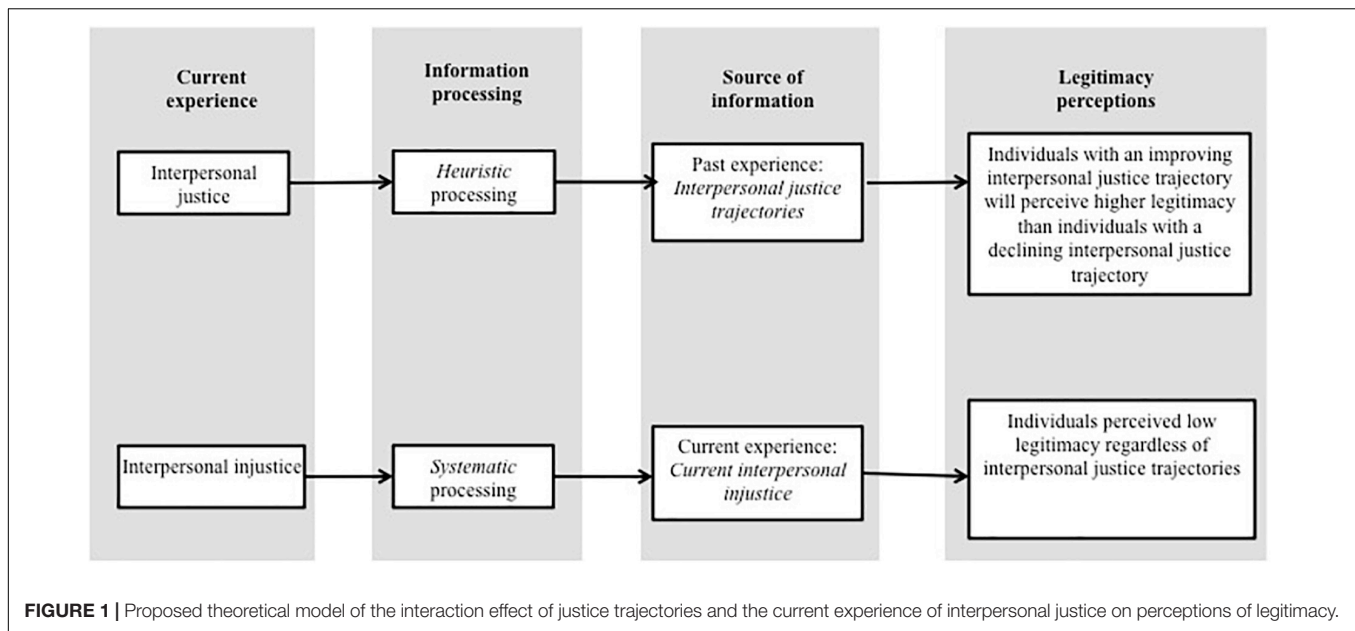 Current
experience
Information
processing
Source of
information
Legitimacy
perceptions
Interpersonal
justice
Heuristic
processing
Past experience:
Interpersonal justice
trajectories
Individuals with an improving
interpersonal justice trajectory
will perceive higher legitimacy
than individuals with a
declining interpersonal justice
trajectory
Interpersonal injustice
Systematic
processing
Current experience:
Current interpersonal
injustice
Individuals perceived low
legitimacy regardless of
interpersonal justice trajectories
FIGURE 1 | Proposed theoretical model of the interaction effect of justice trajectories and the current experience of interpersonal justice on perceptions of legitimacy.